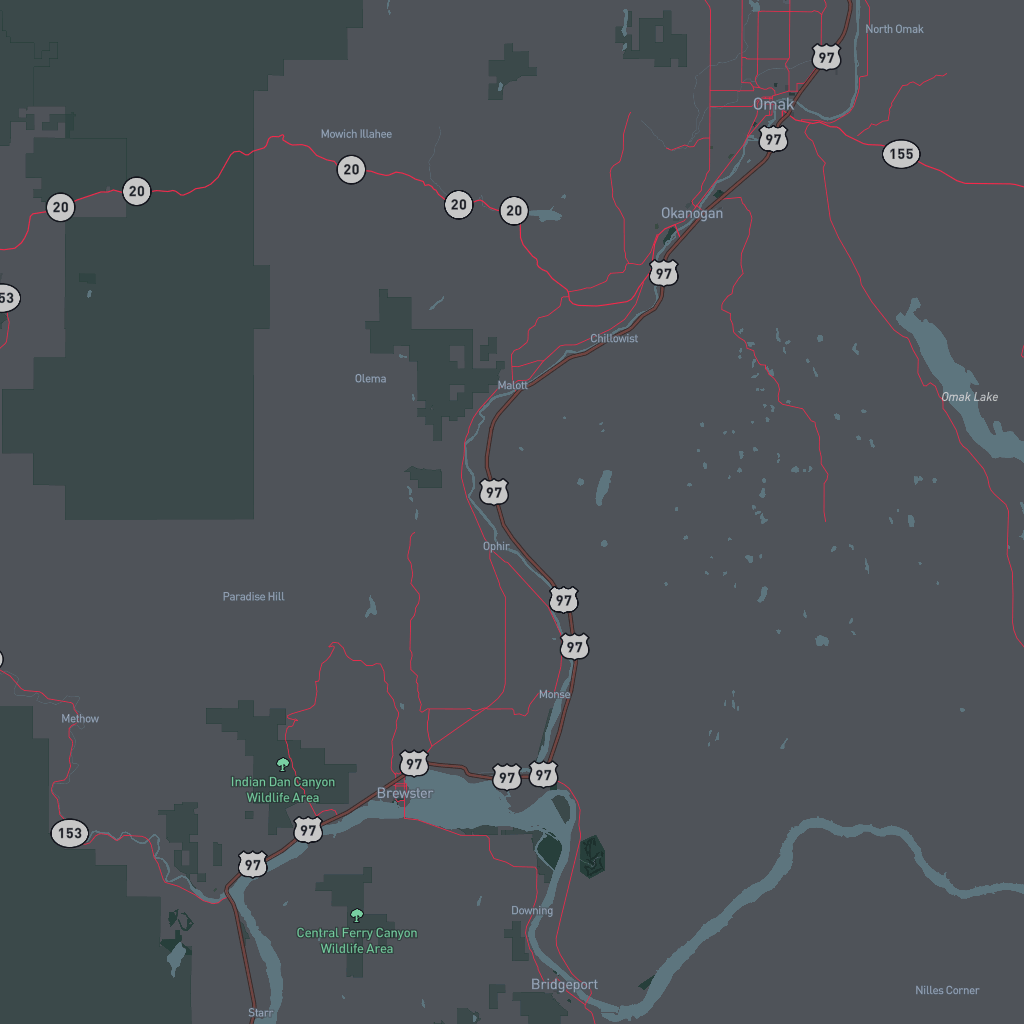 North Omak
97
Omak
Mowich Illahee
97
155
20
20
20
20
Okanogan
97
53
Chillowist
Olema
Malott
Omak Lake
97
Ophir
Paradise Hill
97
97
Monse
Methow
97
97
97
Indian Dan Canyon
Wildlife Area
Brewster
97
153
97
Downing
Central Ferry Canyon
Wildlife Area
Bridgeport
Nilles Corner
Starr